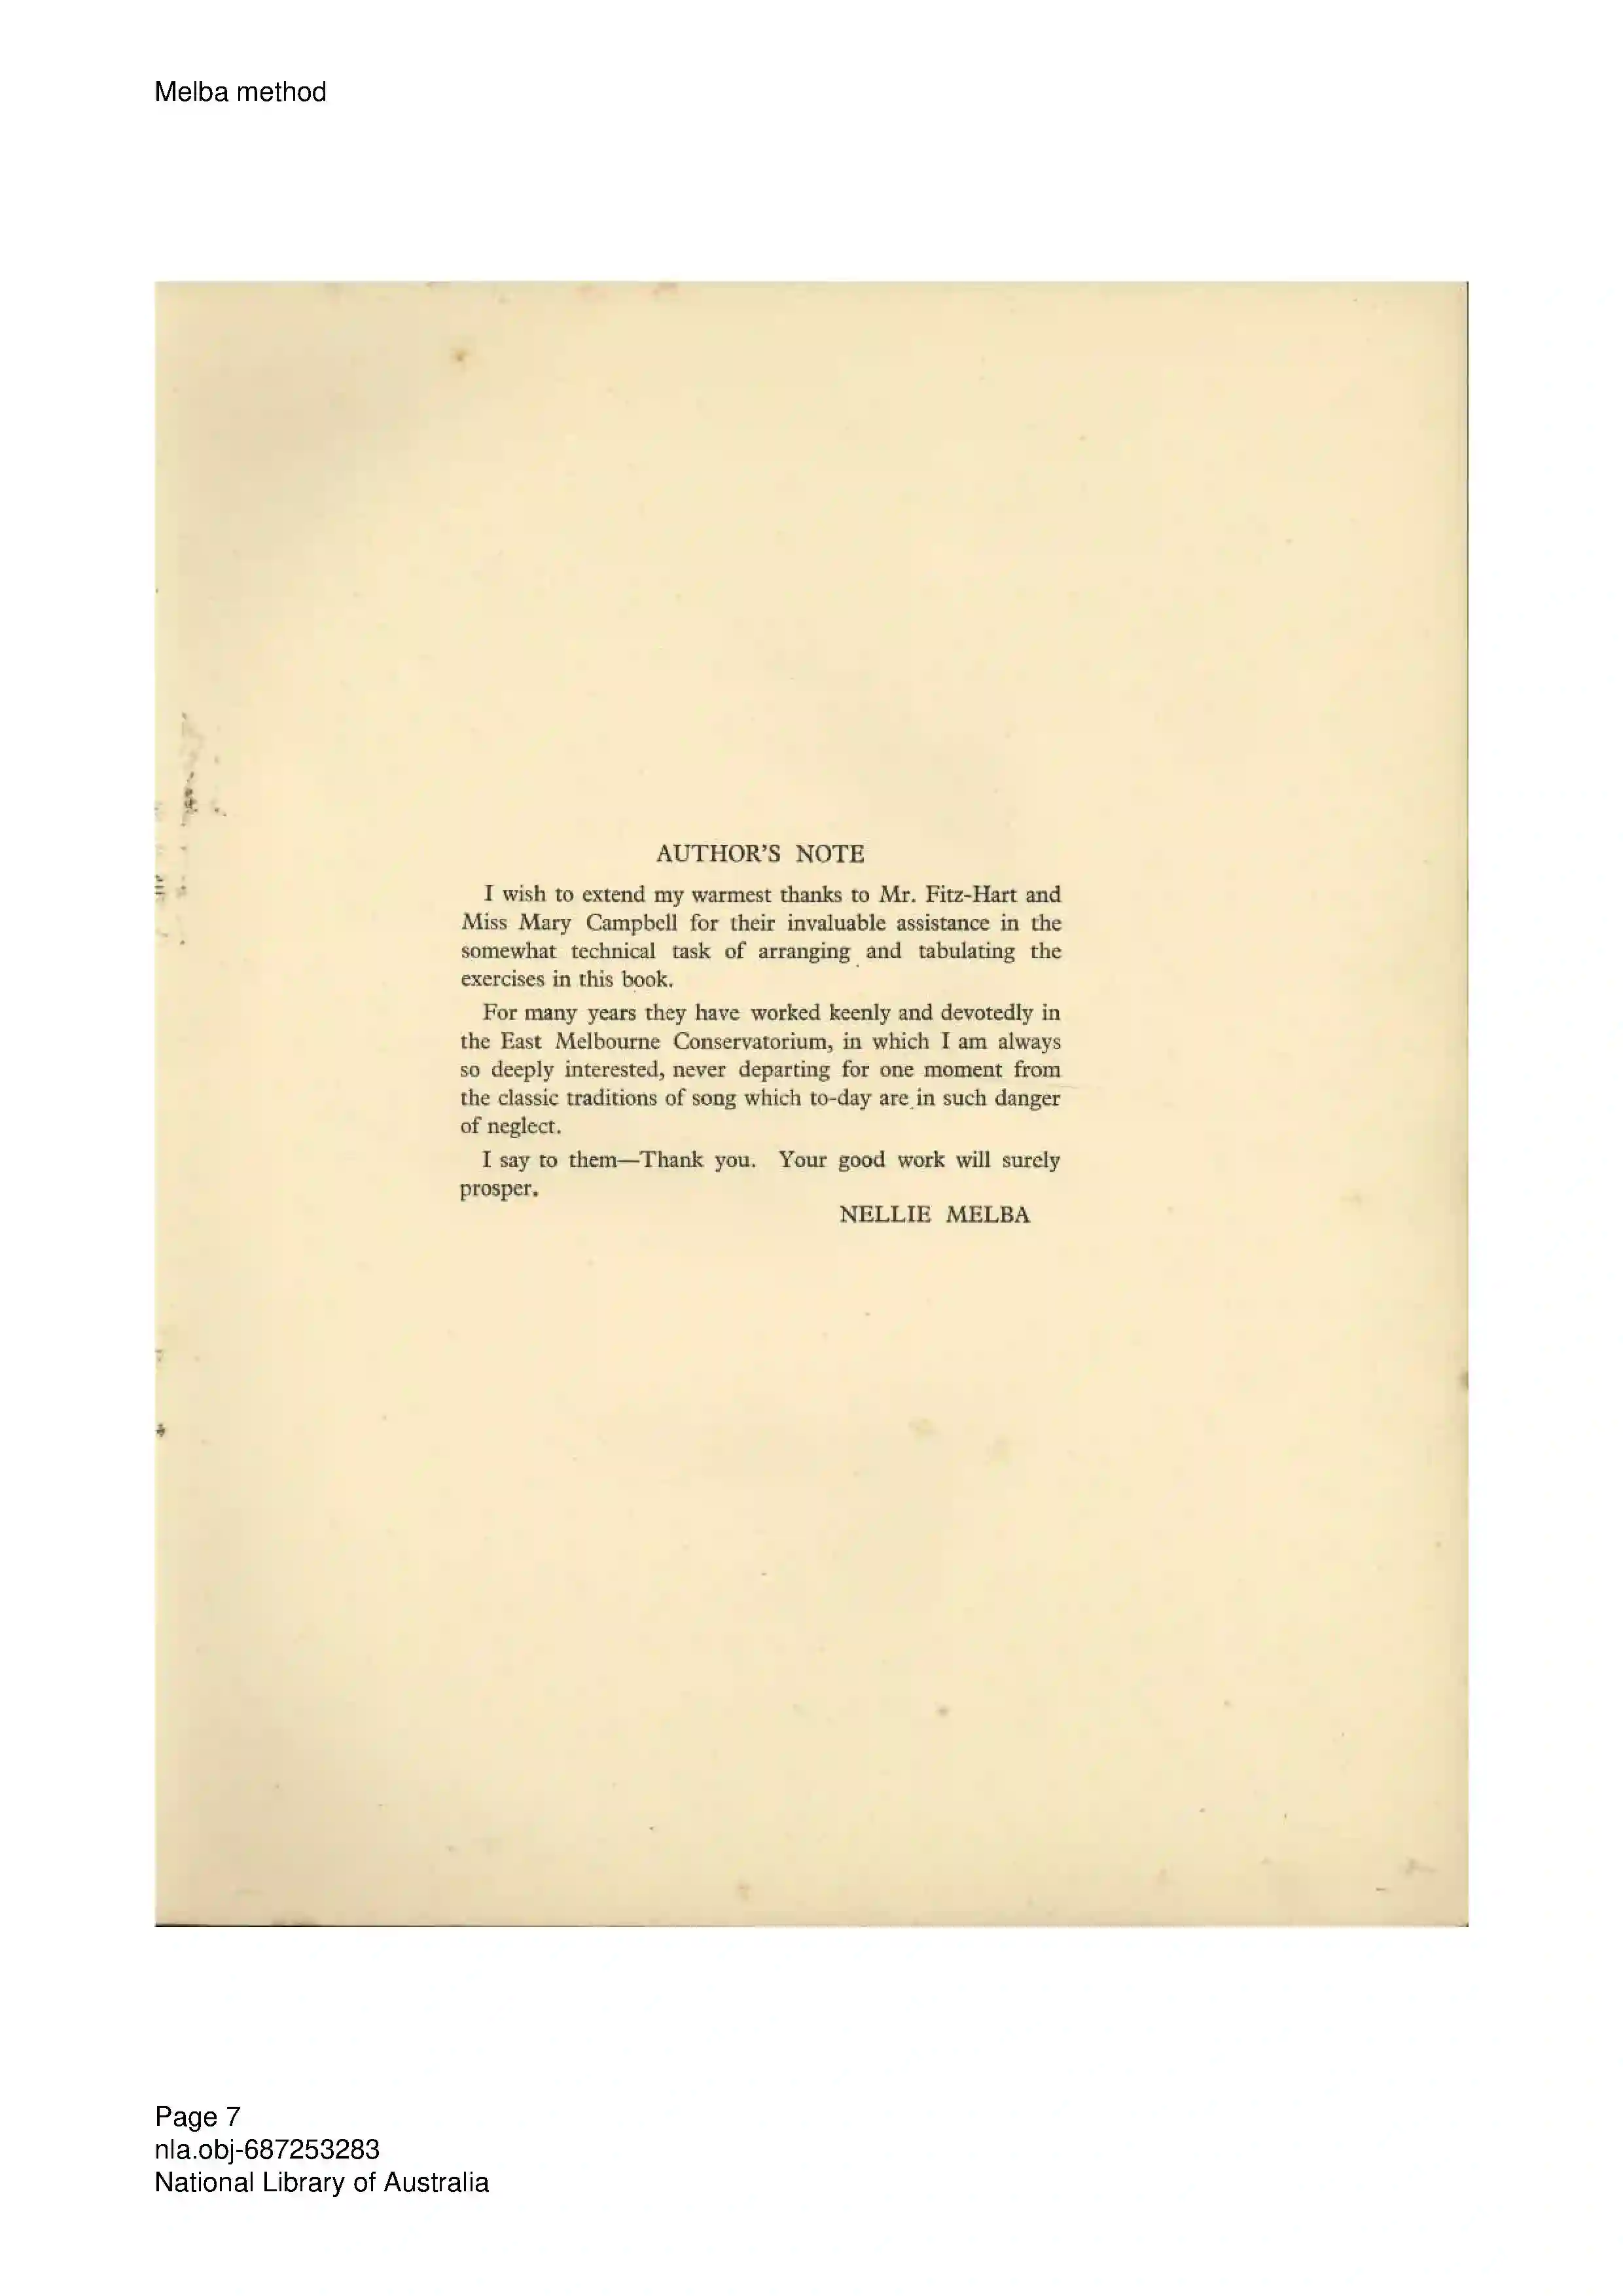 Melba method
AUTHOR'S NOTE
I wish to extend my warmest thanks to Mr. Fitz-Hart and
Miss Mary Campbell for their invaluable assistance in the
somewhat technical task of arranging and tabulating the
exercises in this book.
For many years they have worked keenly and devotedly in
the East Melbourne Conservatorium, in which I am always
so deeply interested, never departing for one moment from
the classic traditions of song which to-day are in such danger
of neglect.
I say to them—Thank you. Your good work will surely
prosper.
NELLIE MELBA
Page 7
nla.obj-687253283
National Library of Australia